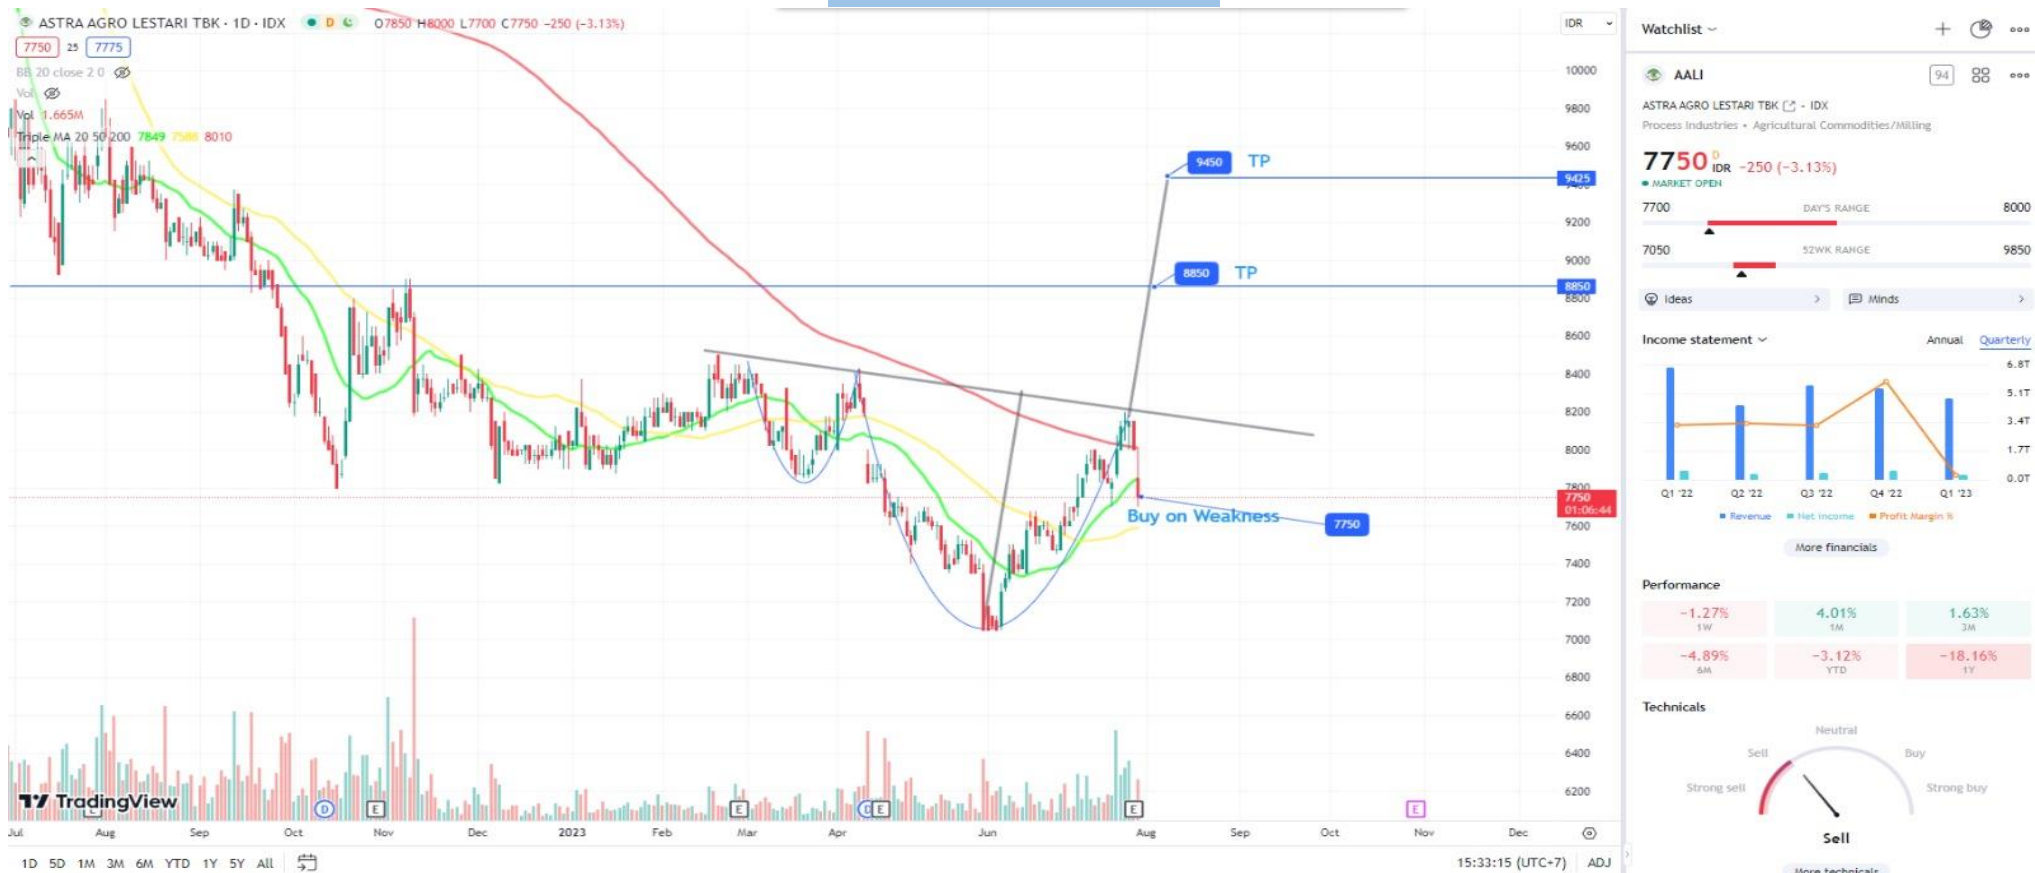 ASTRA AGRO LESTARI TBK · 1D · IDX D O7850 H8000 L7700 C7750 -250 (-3.13%)
7750 25 7775
BB 20 close 2 0
Vol
Vol 1.665M
Triple MA 20 50 200 7849 7588 8010
IDR
10000
9800
9600
9450 TP
9425
9200
9000
8850 TP
8850
8800
8600
8400
8200
8000
7800
7750
01:06:44
Buy on Weakness 7750
7600
7400
7200
7000
6800
6600
6400
6200
TradingView
D E E D E E E
Jul Aug Sep Oct Nov Dec 2023 Feb Mar Apr Jun Aug Sep Oct Nov Dec
1D 5D 1M 3M 6M YTD 1Y 5Y All 15:33:15 (UTC+7) ADJ
Watchlist
AALI 94
ASTRA AGRO LESTARI TBK · IDX
Process Industries • Agricultural Commodities/Milling
7750 D IDR -250 (-3.13%)
MARKET OPEN
7700 DAY'S RANGE 8000
7050 52WK RANGE 9850
Ideas Minds
Income statement Annual Quarterly
6.8T
5.1T
3.4T
1.7T
0.0T
Q1 '22 Q2 '22 Q3 '22 Q4 '22 Q1 '23
Revenue Net income Profit Margin %
More financials
Performance
-1.27% 4.01% 1.63%
1W 1M 3M
-4.89% -3.12% -18.16%
6M YTD 1Y
Technicals
Neutral
Sell Buy
Strong sell Strong buy
Sell
More technicals